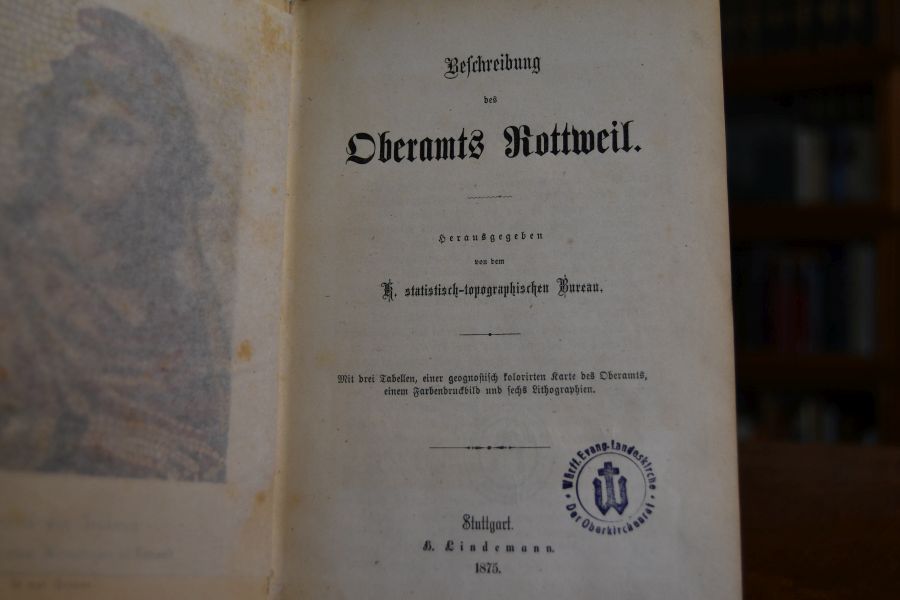 Beschreibung
des
Oberamts Rottweil.
Herausgegeben
von dem
K. statistisch-topographischen Bureau.
Mit drei Tabellen, einer geognostisch kolorirten Karte des Oberamts,
einem Farbendruckbild und sechs Lithographien.
Stuttgart.
H. Lindemann.
1875.
Württ. Evang. Landeskirche
Der Oberkirchenrat